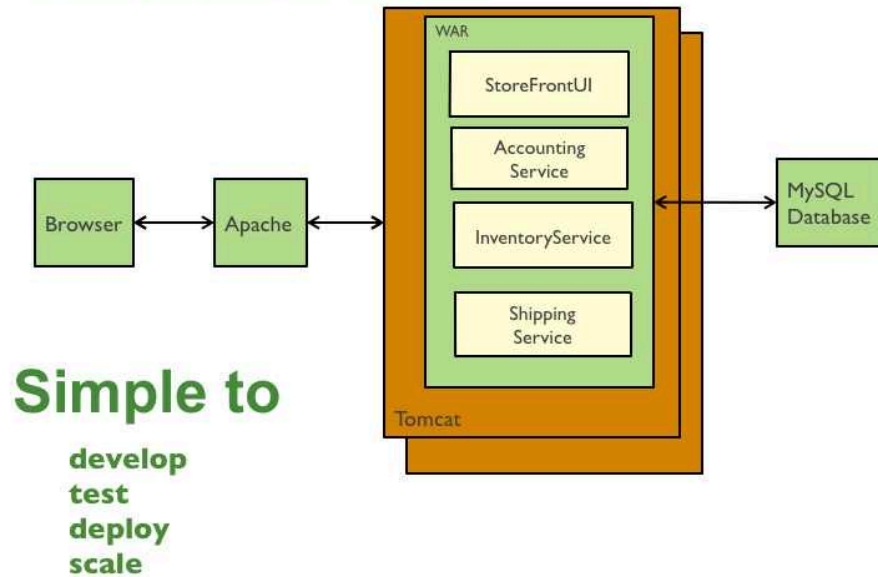 WAR
StoreFrontUI
Accounting
Service
InventoryService
Shipping
Service
Tomcat
Browser
Apache
MySQL
Database
Simple to
develop
test
deploy
scale